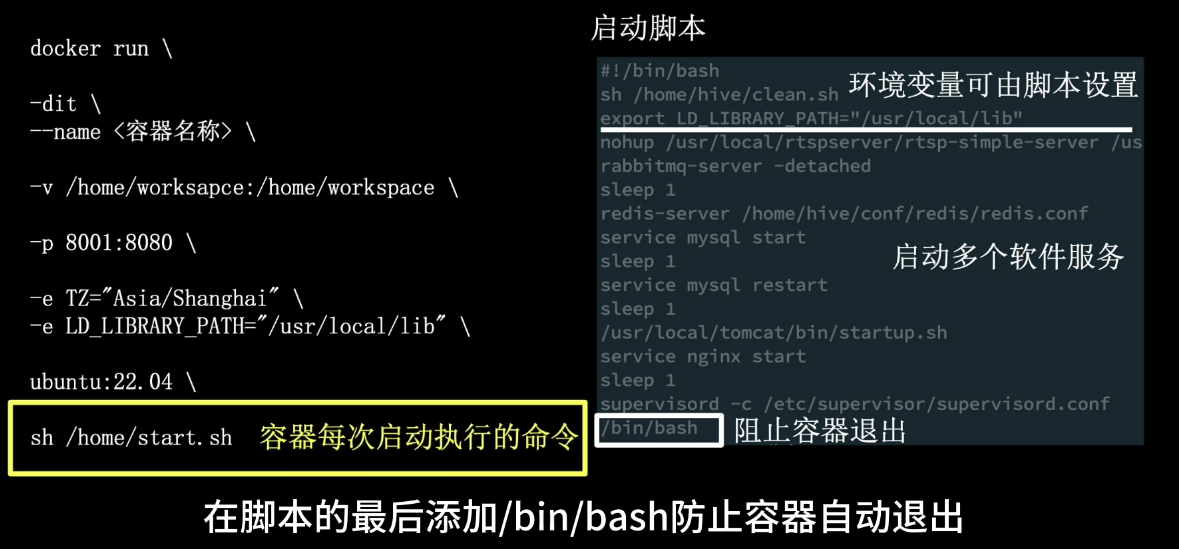 docker run \
-dit \
--name <容器名称> \
-v /home/worksapce:/home/workspace \
-p 8001:8080 \
-e TZ="Asia/Shanghai" \
-e LD_LIBRARY_PATH="/usr/local/lib" \
ubuntu:22.04 \
sh /home/start.sh 容器每次启动执行的命令
启动脚本
#!/bin/bash
sh /home/hive/clean.sh
环境变量可由脚本设置
export LD_LIBRARY_PATH="/usr/local/lib"
nohup /usr/local/rtspserver/rtsp-simple-server /us
rabbitmq-server -detached
sleep 1
redis-server /home/hive/conf/redis/redis.conf
service mysql start
启动多个软件服务
sleep 1
service mysql restart
sleep 1
/usr/local/tomcat/bin/startup.sh
service nginx start
sleep 1
supervisord -c /etc/supervisor/supervisord.conf
/bin/bash 阻止容器退出
在脚本的最后添加/bin/bash防止容器自动退出